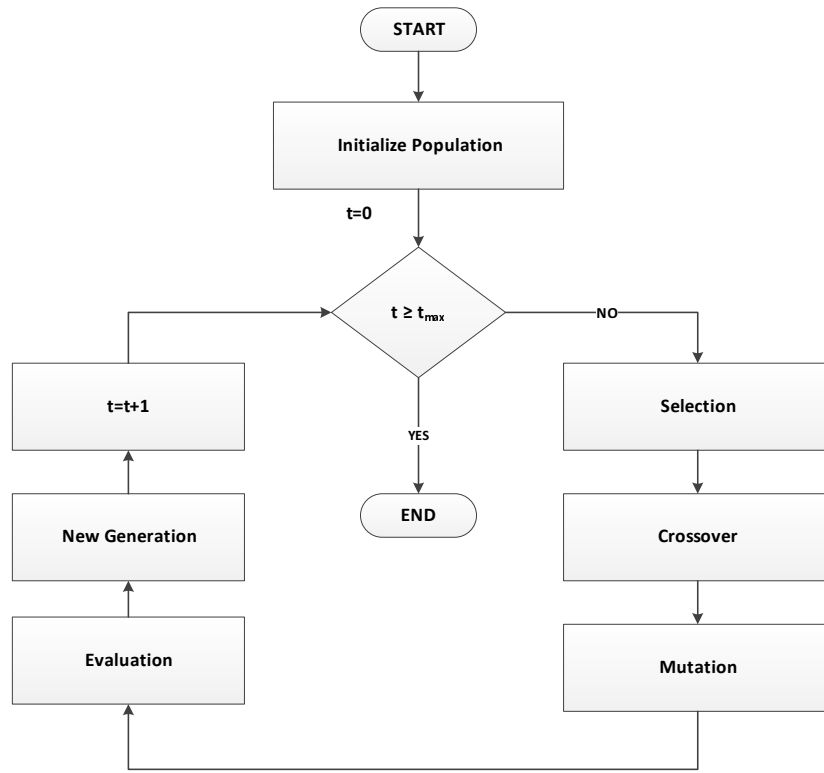 START
Initialize Population
t=0
t ≥ tmax
NO
t=t+1
Selection
YES
New Generation
END
Crossover
Evaluation
Mutation